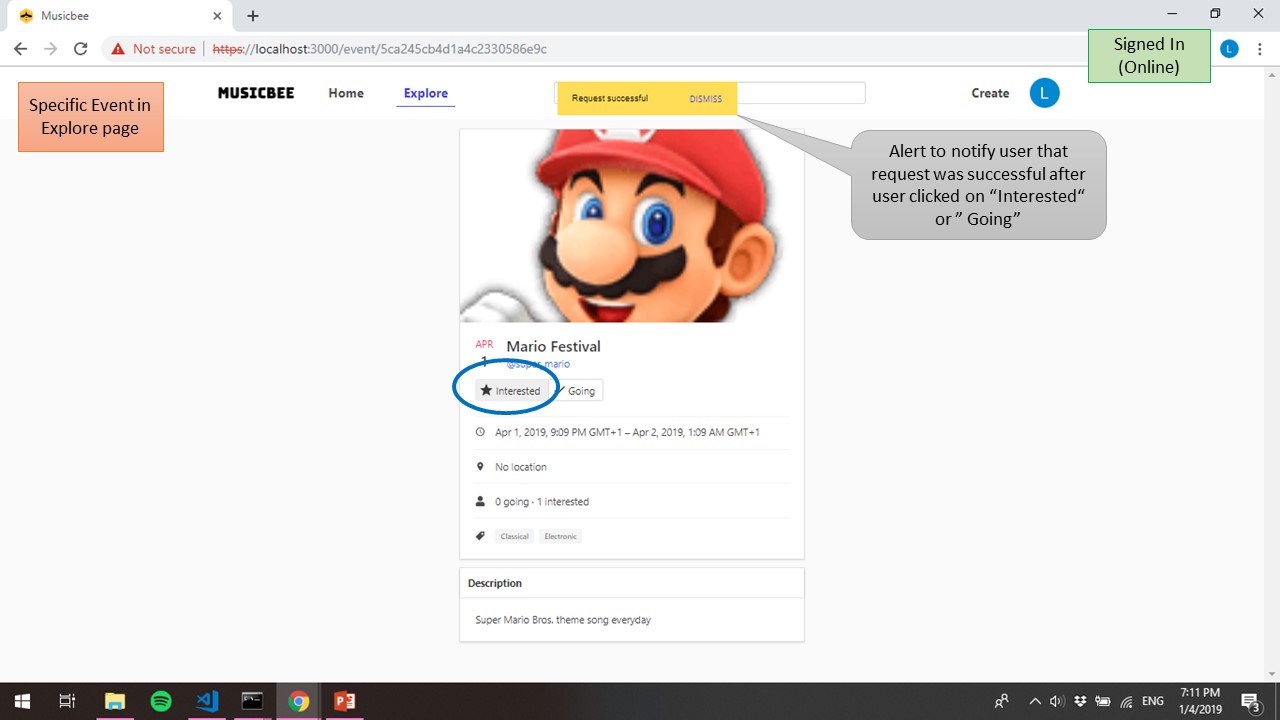 Musicbee
Not secure
https://localhost:3000/event/5ca245cb4d1a4c2330586e9c
L
Signed In
(Online)
Specific Event in
Explore page
MUSICBEE
Home
Explore
Request successful
DISMISS
Create
L
Alert to notify user that
request was successful after
user clicked on “Interested“
or ” Going”
APR
1
Mario Festival
@super_mario
Interested
Going
Apr 1, 2019, 9:09 PM GMT+1 – Apr 2, 2019, 1:09 AM GMT+1
No location
0 going · 1 interested
Classical
Electronic
Description
Super Mario Bros. theme song everyday
ENG
7:11 PM
1/4/2019
3